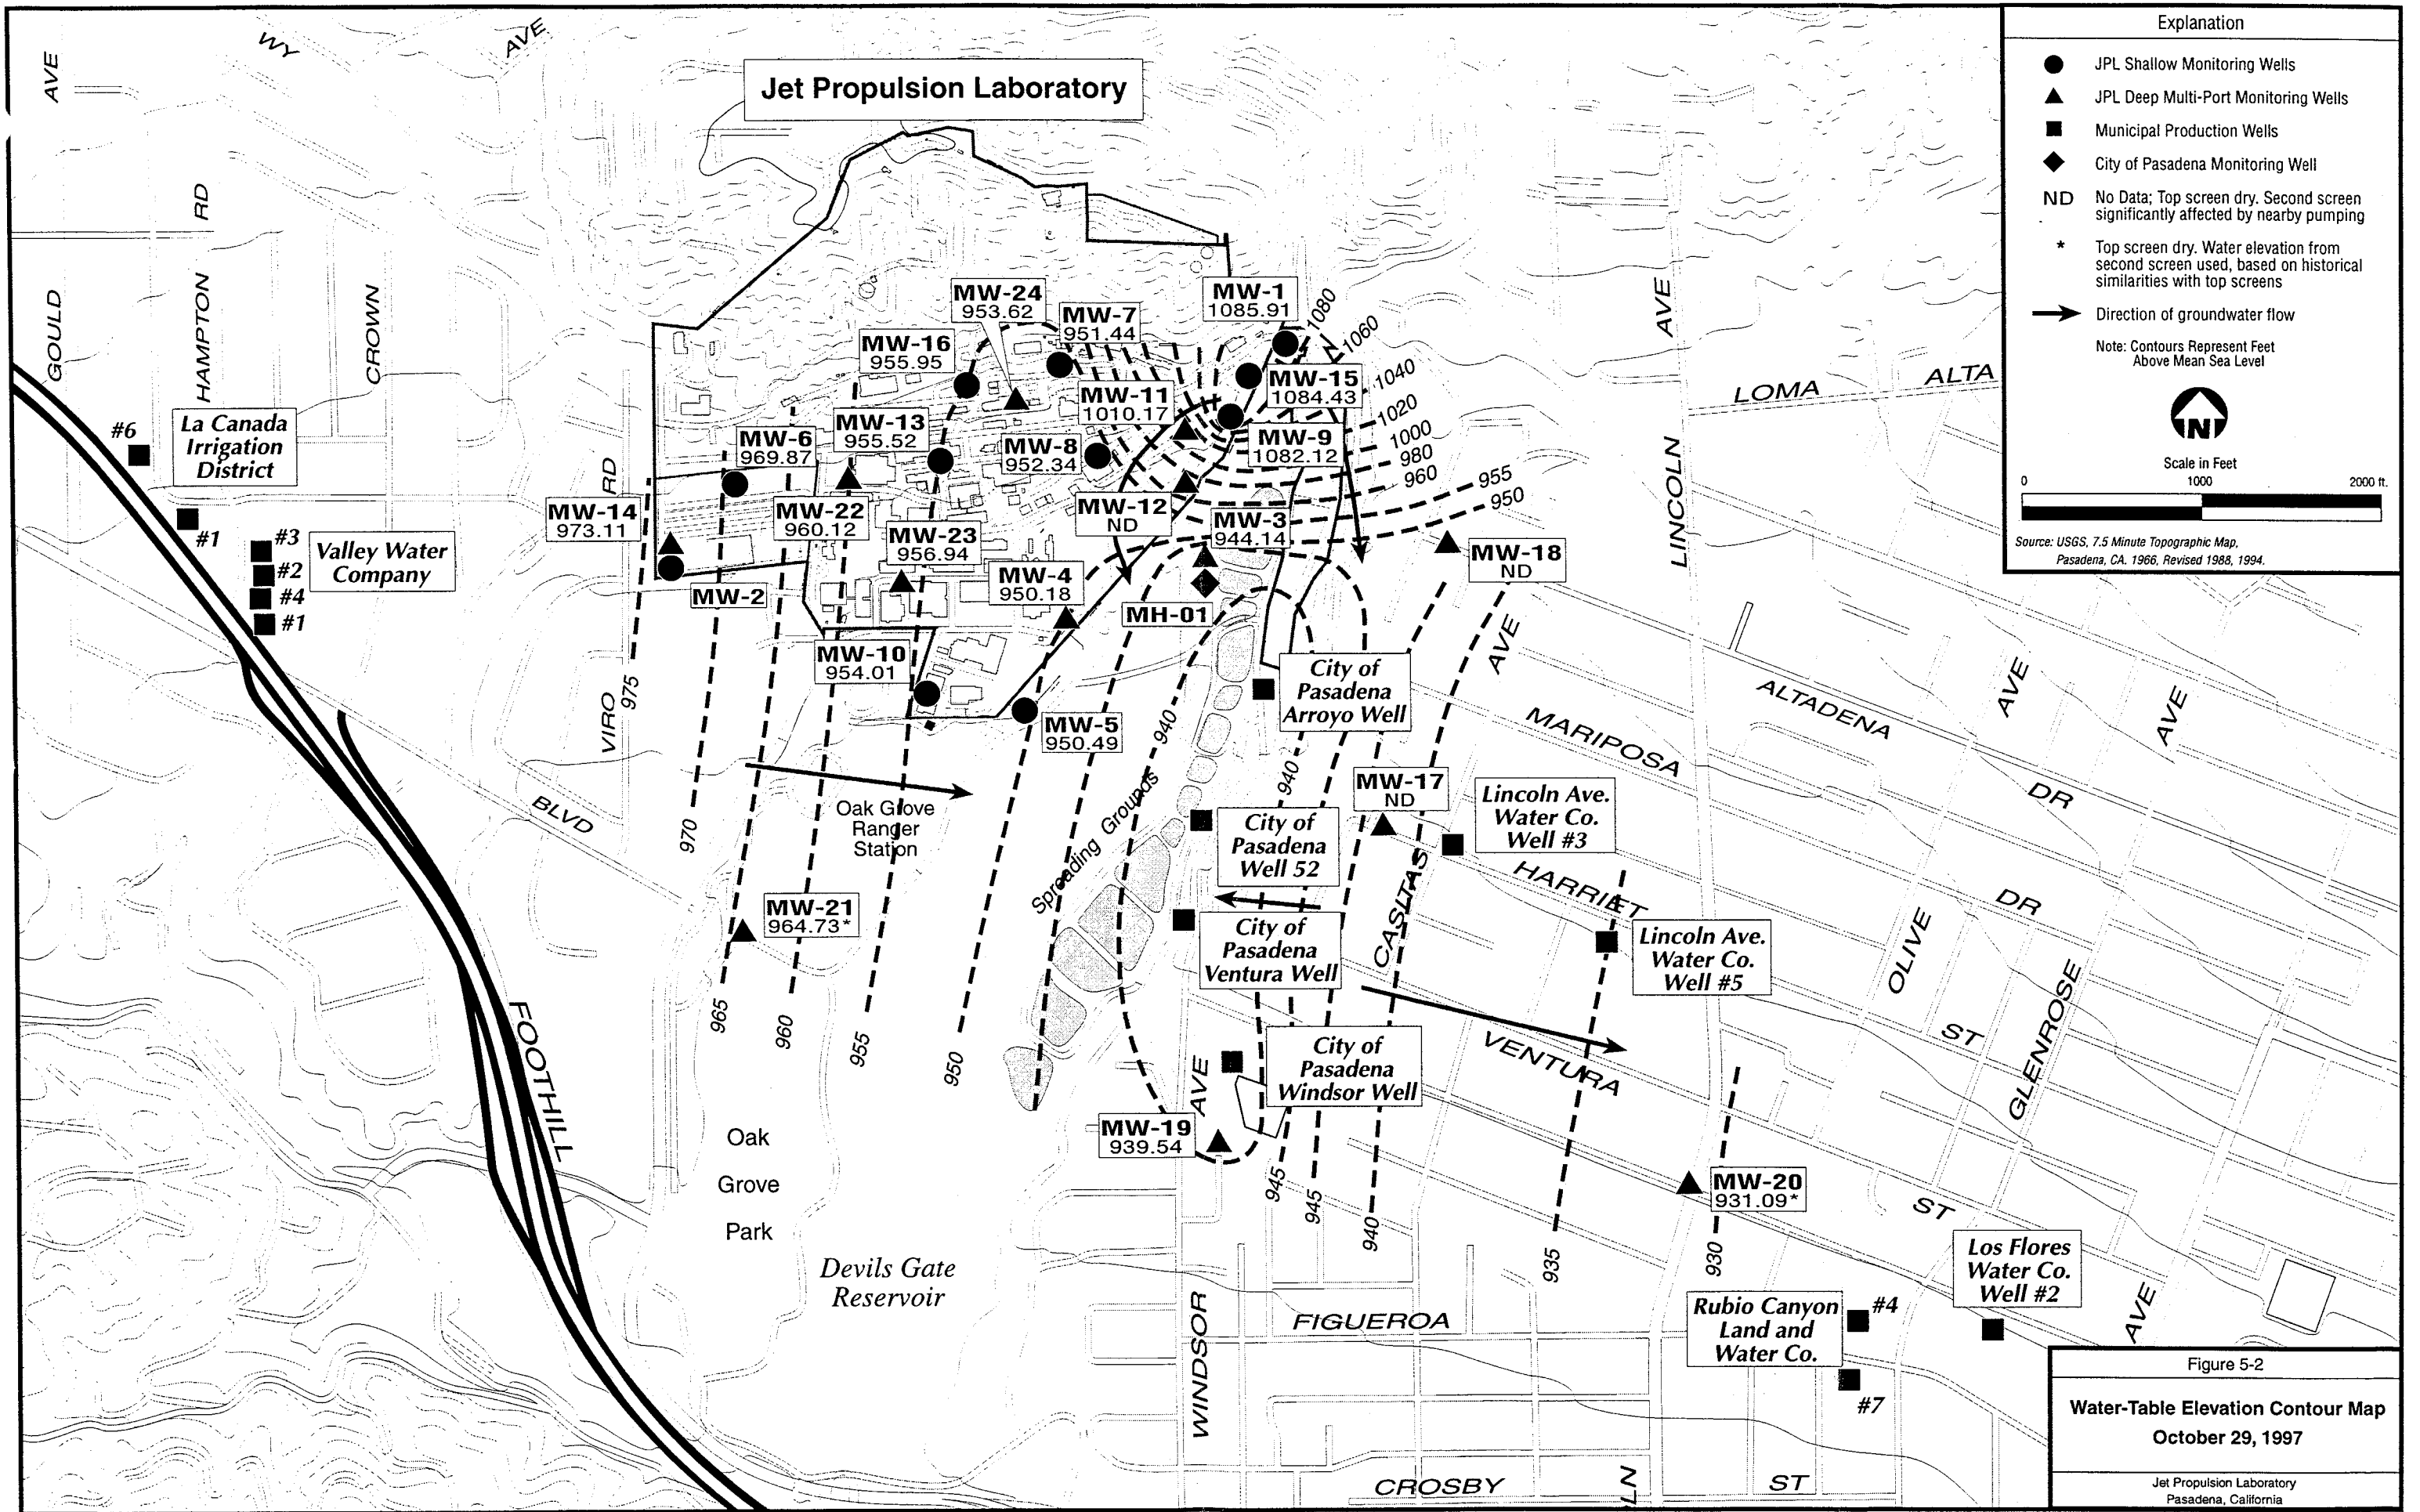 Jet Propulsion Laboratory
Explanation
JPL Shallow Monitoring Wells
JPL Deep Multi-Port Monitoring Wells
Municipal Production Wells
City of Pasadena Monitoring Well
ND No Data; Top screen dry. Second screen
significantly affected by nearby pumping
* Top screen dry. Water elevation from
second screen used, based on historical
similarities with top screens
Direction of groundwater flow
Note: Contours Represent Feet
Above Mean Sea Level
N
Scale in Feet
0 1000 2000 ft.
Source: USGS, 7.5 Minute Topographic Map,
Pasadena, CA. 1966, Revised 1988, 1994.
AVE
WY
AVE
GOULD
HAMPTON
RD
CROWN
#6
La Canada
Irrigation
District
#1
#3
#2
#4
#1
Valley Water
Company
MW-24
953.62
MW-7
951.44
MW-1
1085.91
MW-16
955.95
MW-11
1010.17
MW-15
1084.43
MW-13
955.52
MW-6
969.87
MW-8
952.34
MW-9
1082.12
MW-14
973.11
MW-22
960.12
MW-12
ND
MW-3
944.14
MW-23
956.94
MW-4
950.18
MW-18
ND
MW-2
MH-01
MW-10
954.01
MW-5
950.49
1080
1060
1040
1020
1000
980
960
955
950
LINCOLN
AVE
LOMA
ALTA
VIRO
RD
975
970
965
960
955
950
940
940
945
945
940
935
930
City of
Pasadena
Arroyo Well
MW-17
ND
Lincoln Ave.
Water Co.
Well #3
City of
Pasadena
Well 52
City of
Pasadena
Ventura Well
Lincoln Ave.
Water Co.
Well #5
City of
Pasadena
Windsor Well
MW-21
964.73*
MW-19
939.54
MW-20
931.09*
Oak Grove
Ranger
Station
Spreading Grounds
BLVD
FOOTHILL
Oak
Grove
Park
Devils Gate
Reservoir
CASITAS
AVE
ALTADENA
DR
MARIPOSA
DR
HARRIET
ST
VENTURA
ST
OLIVE
AVE
GLENROSE
AVE
AVE
WINDSOR
AVE
FIGUEROA
CROSBY
ST
LN
Rubio Canyon
Land and
Water Co.
#4
#7
Los Flores
Water Co.
Well #2
Figure 5-2
Water-Table Elevation Contour Map
October 29, 1997
Jet Propulsion Laboratory
Pasadena, California